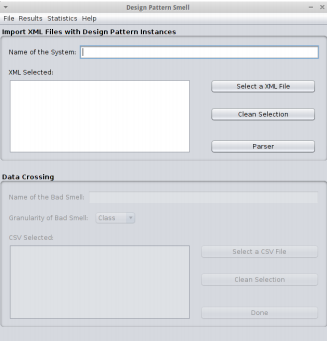 Design Pattern Smell
File Results Statistics Help
Import XML Files with Design Pattern Instances
Name of the System:
XML Selected:
Select a XML File
Clean Selection
Parser
Data Crossing
Name of the Bad Smell:
Granularity of Bad Smell: Class
CSV Selected:
Select a CSV File
Clean Selection
Done